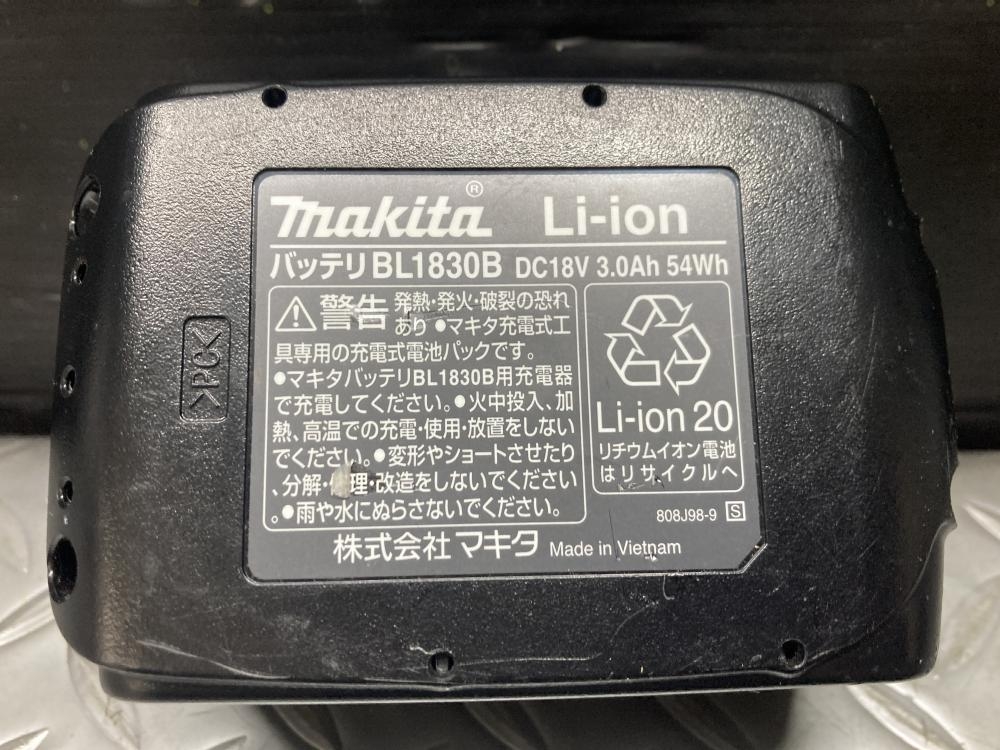 makita® Li-ion
バッテリ BL1830B DC18V 3.0Ah 54Wh
警告 発熱・発火・破裂の恐れ
あり ●マキタ充電式工
具専用の充電式電池パックです。
●マキタバッテリBL1830B用充電器
で充電してください。●火中投入、加
熱、高温での充電・使用・放置をしない
でください。●変形やショートさせたり
、分解・理・改造をしないでください
。●雨や水にぬらさないでください。
Li-ion 20
リチウムイオン電池
はリサイクルへ
808J98-9 S
株式会社 マキタ Made in Vietnam
>PC<